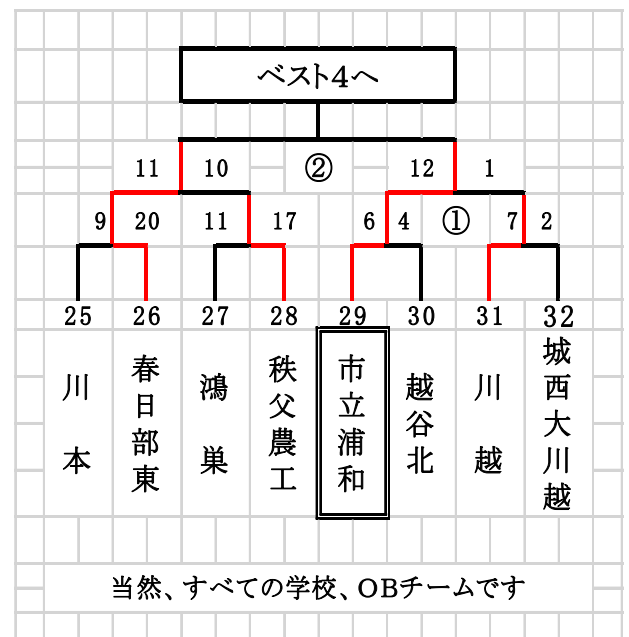 ベスト4へ
11 10 ② 12 1
9 20 11 17 6 4 ① 7 2
25 26 27 28 29 30 31 32
川本
春日部東
鴻巣
秩父農工
市立浦和
越谷北
川越
城西大川越
当然、すべての学校、OBチームです